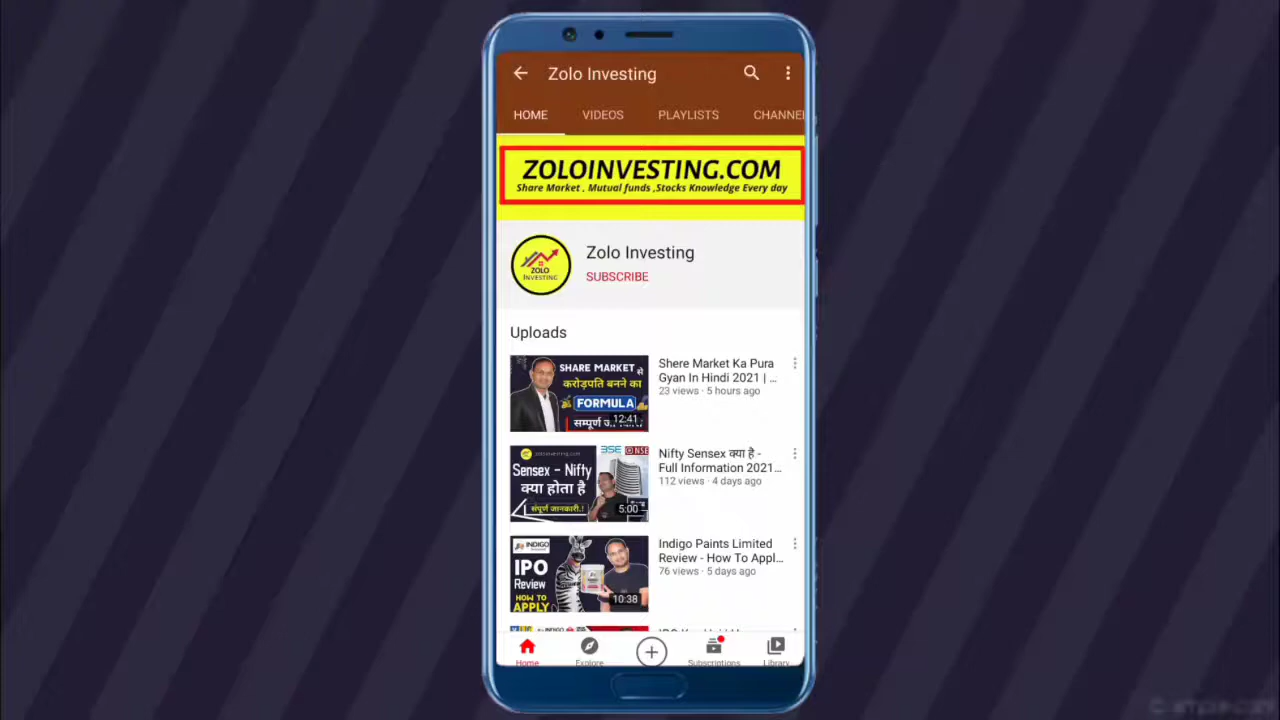 Zolo Investing
HOME VIDEOS PLAYLISTS CHANNEL
ZOLOINVESTING.COM
Share Market , Mutual funds ,Stocks Knowledge Every day
ZOLO
INVESTING
Zolo Investing
SUBSCRIBE
Uploads
SHARE MARKET से
करोड़पति बनने का
FORMULA
सम्पूर्ण
12:41
Shere Market Ka Pura
Gyan In Hindi 2021 | ...
23 views · 5 hours ago
zoloinvesting.com
BSE NSE
Sensex - Nifty
क्या होता है
संपूर्ण जानकारी.!
5:00
Nifty Sensex क्या है -
Full Information 2021...
112 views · 4 days ago
INDIGO
IPO
Review
HOW TO
APPLY
10:38
Indigo Paints Limited
Review - How To Appl...
76 views · 5 days ago
Home Explore Subscriptions Library